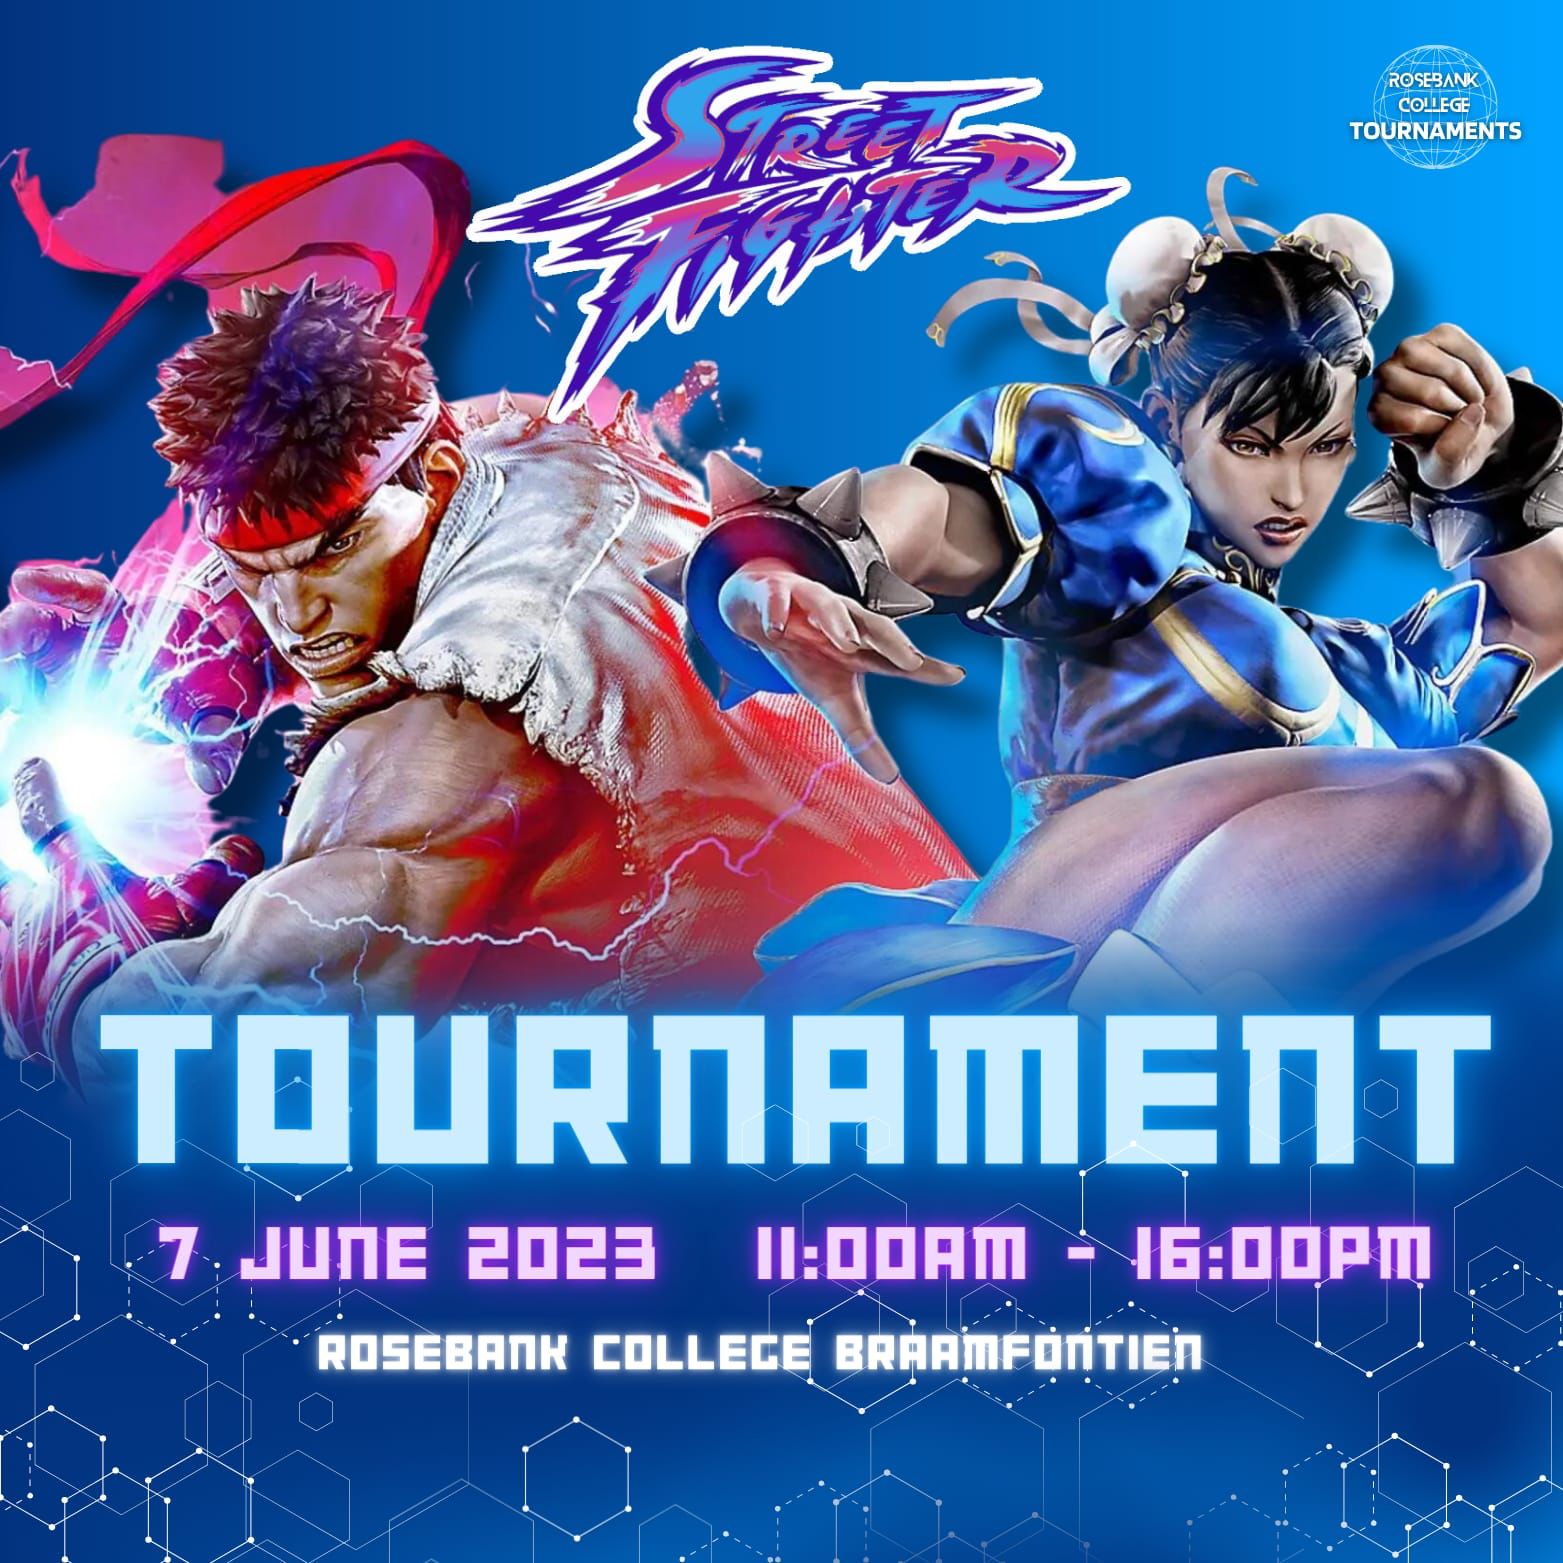 STREET
FIGHTER
ROSEBANK
COLLEGE
TOURNAMENTS
TOURNAMENT
7 JUNE 2023 11:00AM - 16:00PM
ROSEBANK COLLEGE BRAAMFONTIEN